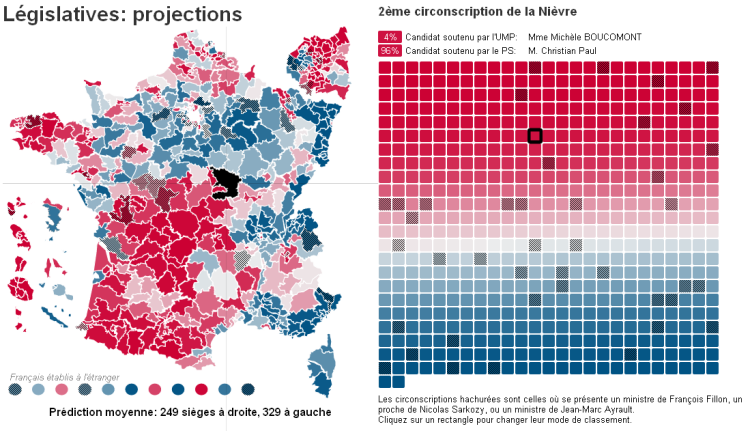 Législatives: projections
Français établis à l'étranger
Prédiction moyenne: 249 sièges à droite, 329 à gauche
2ème circonscription de la Nièvre
4% Candidat soutenu par l'UMP: Mme Michèle BOUCOMONT
96% Candidat soutenu par le PS: M. Christian Paul
Les circonscriptions hachurées sont celles où se présente un ministre de François Fillon, un
proche de Nicolas Sarkozy, ou un ministre de Jean-Marc Ayrault.
Cliquez sur un rectangle pour changer leur mode de classement.